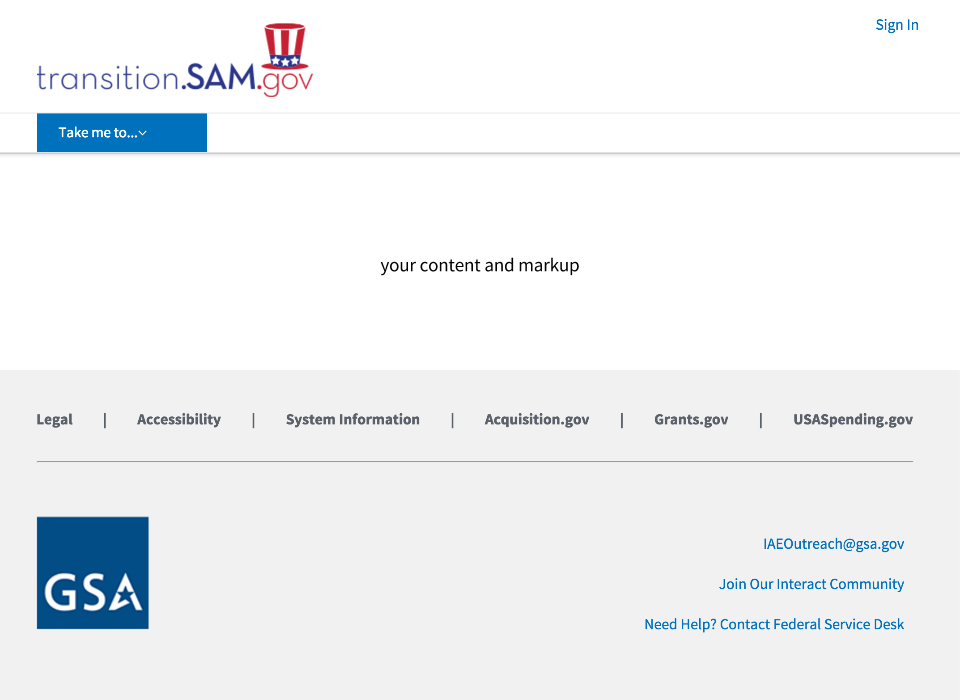 Sign In
transition.SAM.gov
Take me to...
your content and markup
Legal | Accessibility | System Information | Acquisition.gov | Grants.gov | USASpending.gov
GSA
IAEOutreach@gsa.gov
Join Our Interact Community
Need Help? Contact Federal Service Desk